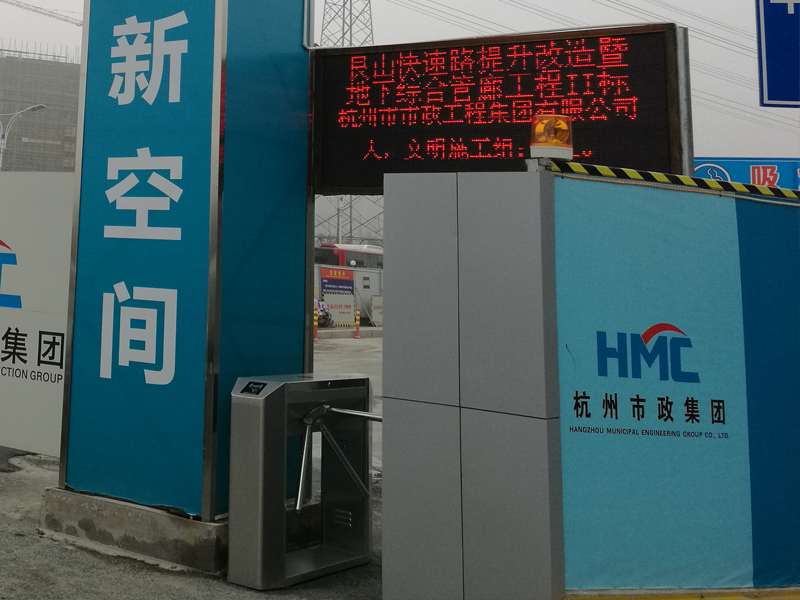 新空间
艮山快速路提升改造暨
地下综合管廊工程II标
杭州市市政工程集团有限公司
人,文明施工组:
吸
集团
CTION GROUP
HMC
杭州市政集团
HANGZHOU MUNICIPAL ENGINEERING GROUP CO., LTD.